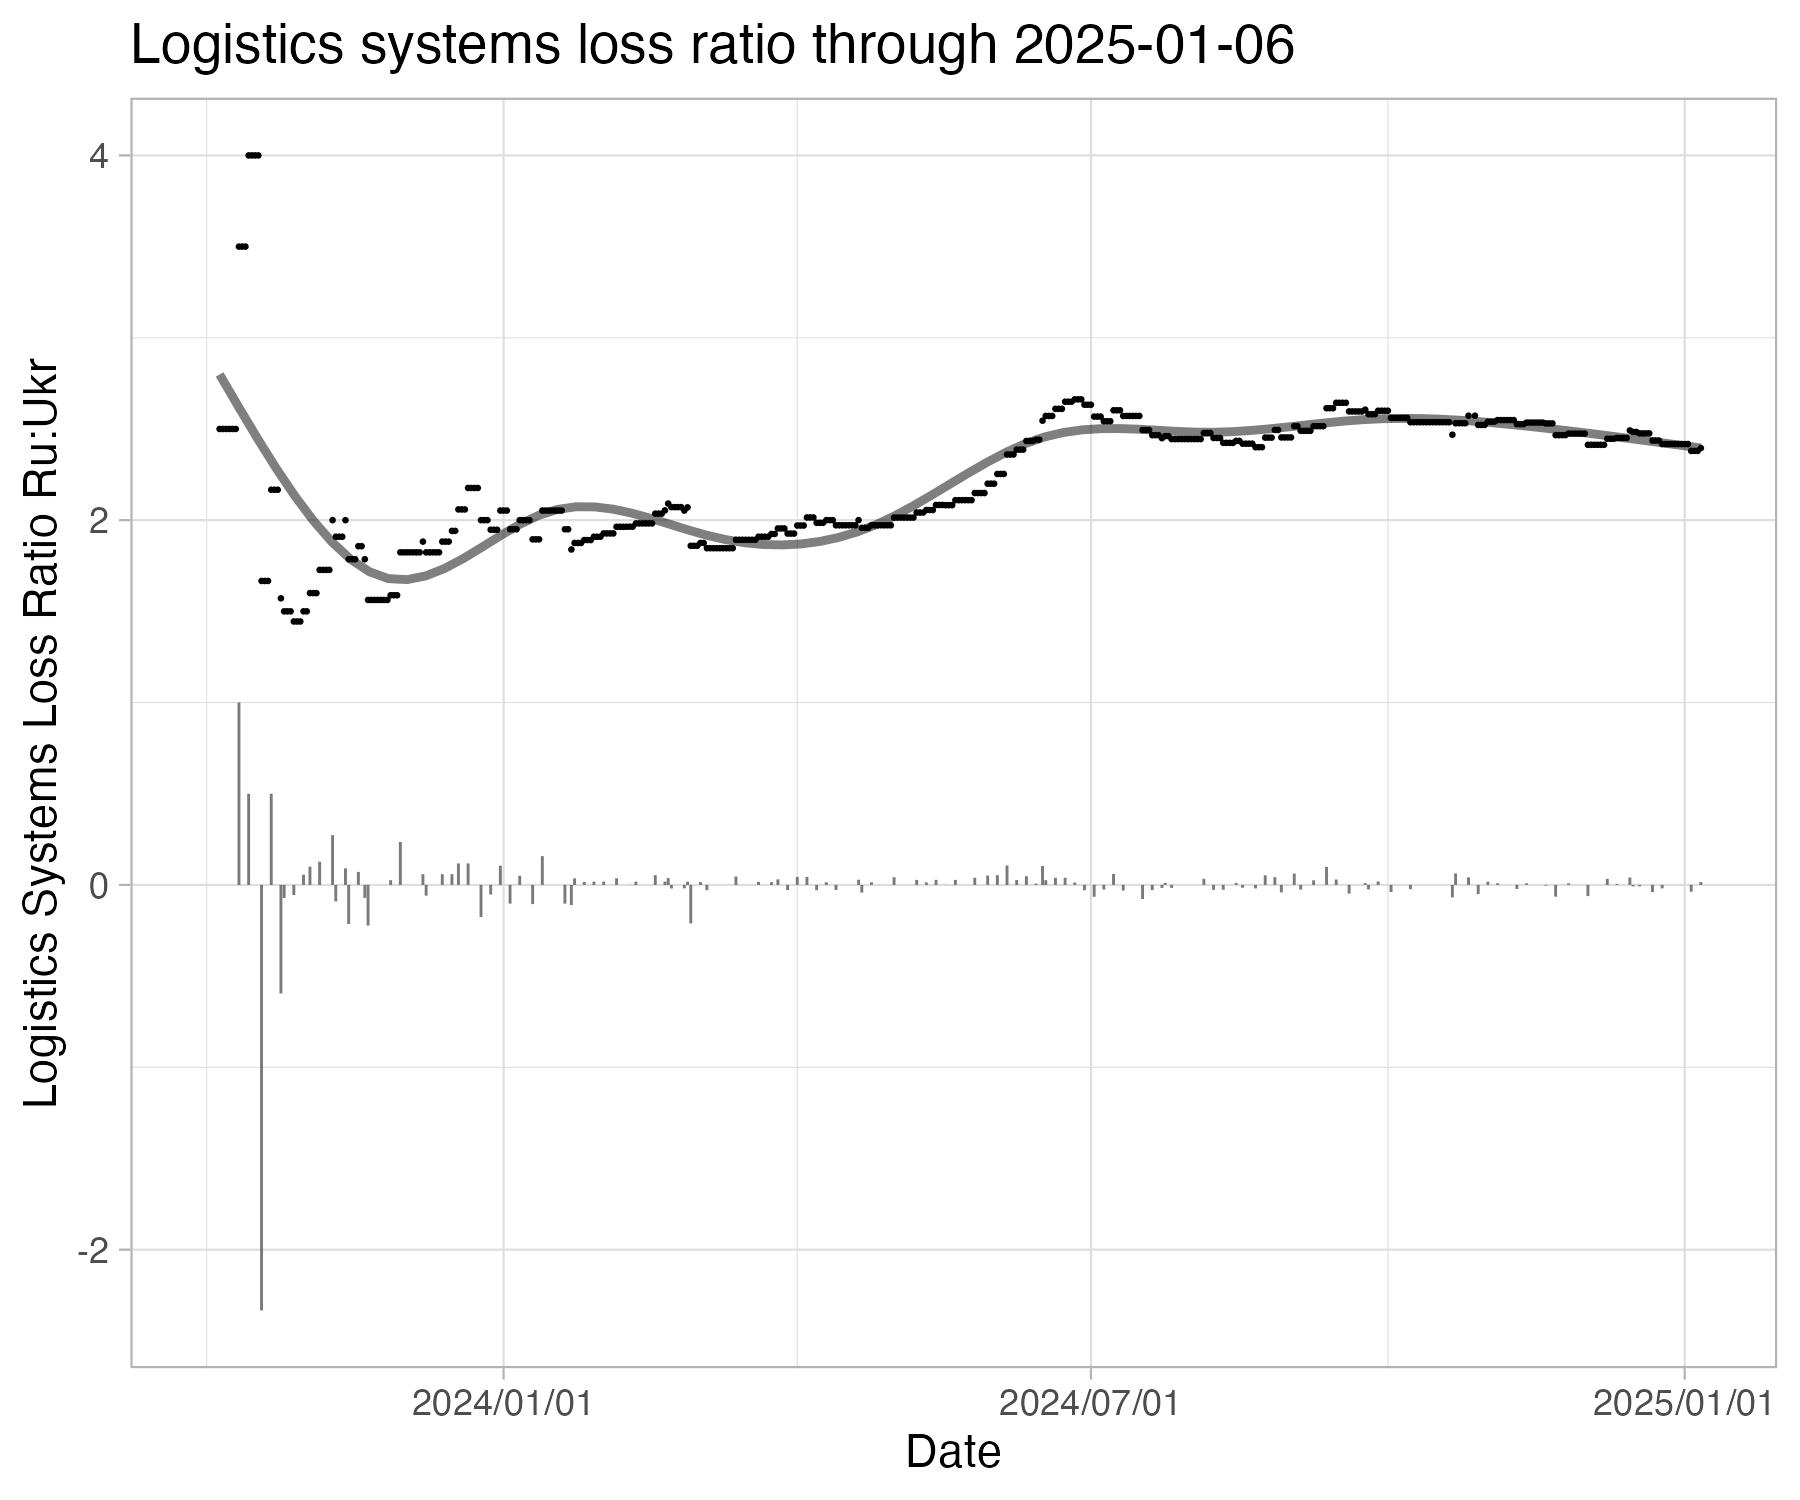 Logistics systems loss ratio through 2025-01-06
Logistics Systems Loss Ratio Ru:Ukr
4
2
0
-2
2024/01/01
2024/07/01
2025/01/01
Date